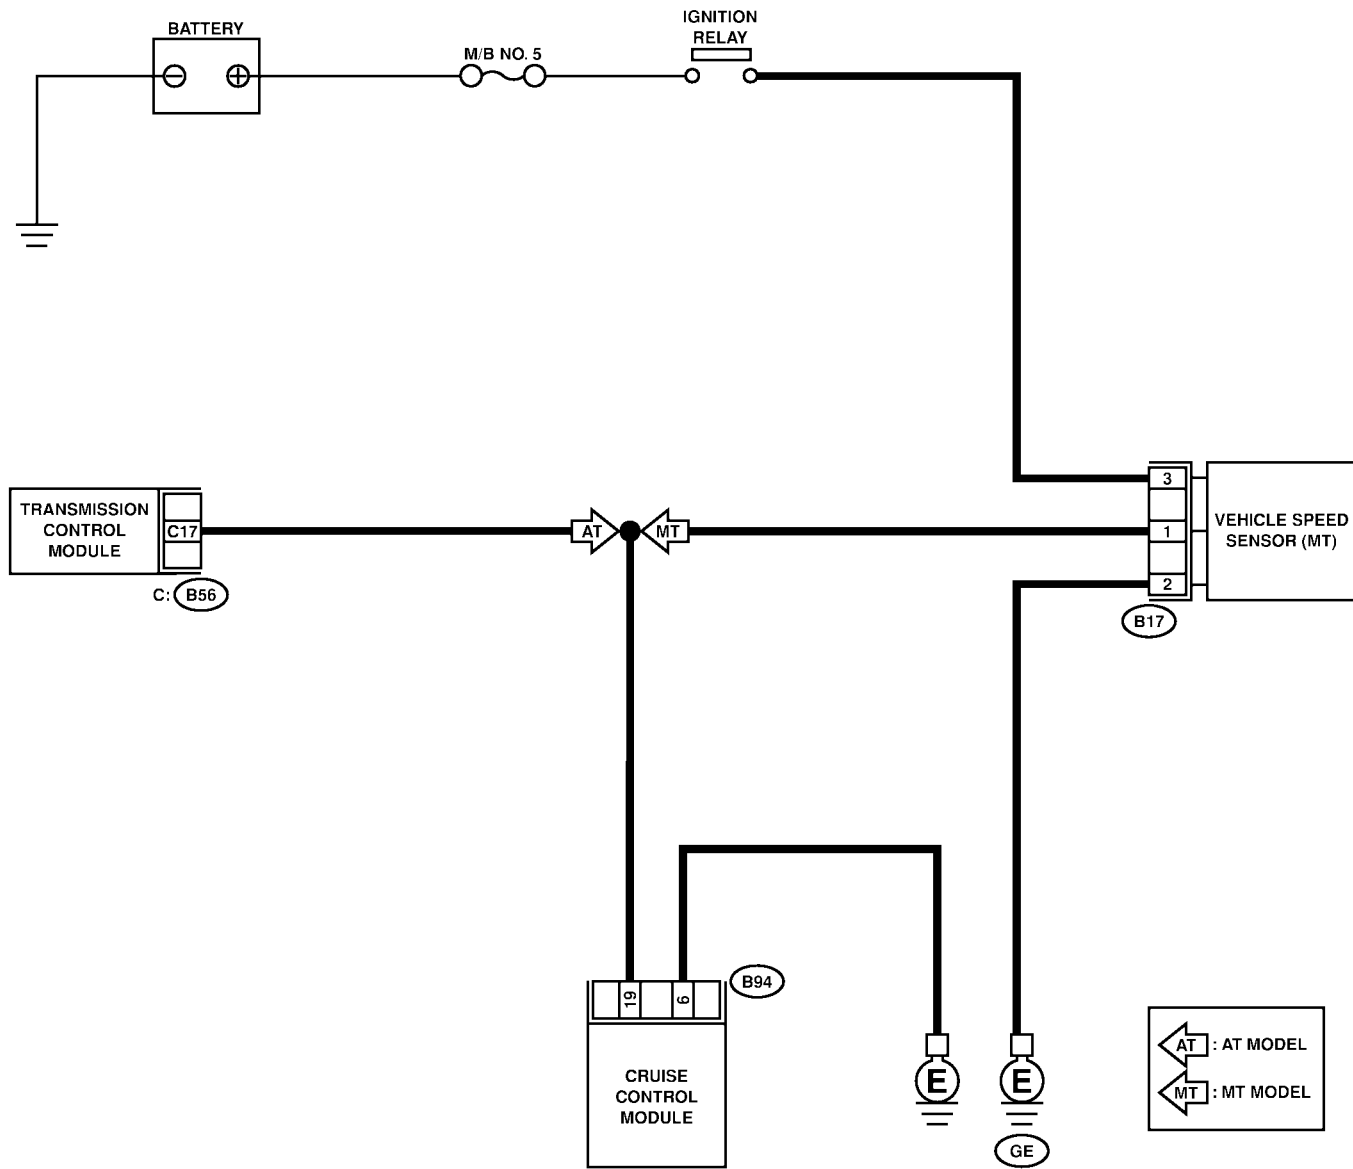 BATTERY
M/B NO. 5
IGNITION
RELAY
TRANSMISSION
CONTROL
MODULE
C17
C: B56
AT
MT
3
1
2
VEHICLE SPEED
SENSOR (MT)
B17
19
6
B94
CRUISE
CONTROL
MODULE
E
E
GE
AT : AT MODEL
MT : MT MODEL